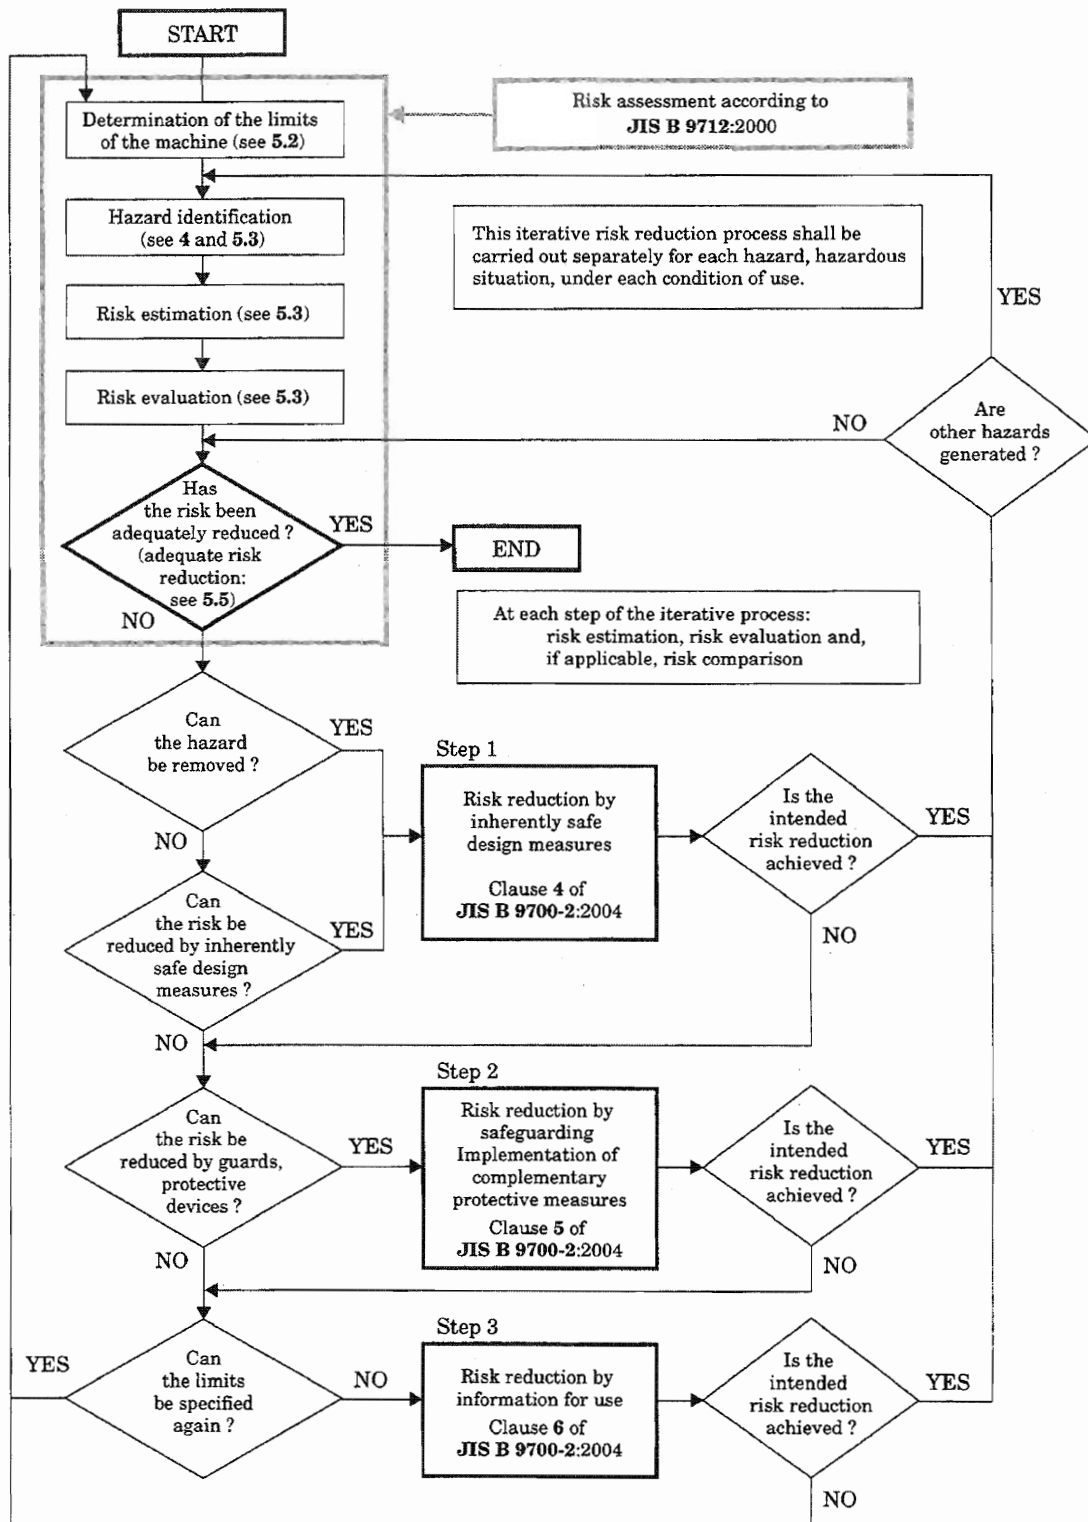 START
Risk assessment according to
JIS B 9712:2000
Determination of the limits
of the machine (see 5.2)
Hazard identification
(see 4 and 5.3)
This iterative risk reduction process shall be
carried out separately for each hazard, hazardous
situation, under each condition of use.
YES
Risk estimation (see 5.3)
Risk evaluation (see 5.3)
NO
Are
other hazards
generated ?
Has
the risk been
adequately reduced ?
(adequate risk
reduction:
see 5.5)
YES
END
NO
At each step of the iterative process:
risk estimation, risk evaluation and,
if applicable, risk comparison
Can
the hazard
be removed ?
YES
NO
Step 1
Risk reduction by
inherently safe
design measures
Clause 4 of
JIS B 9700-2:2004
Is the
intended
risk reduction
achieved ?
YES
NO
Can
the risk be
reduced by inherently
safe design
measures ?
YES
NO
Step 2
Can
the risk be
reduced by guards,
protective
devices ?
YES
NO
Risk reduction by
safeguarding
Implementation of
complementary
protective measures
Clause 5 of
JIS B 9700-2:2004
Is the
intended
risk reduction
achieved ?
YES
NO
Step 3
YES
Can
the limits
be specified
again ?
NO
Risk reduction by
information for use
Clause 6 of
JIS B 9700-2:2004
Is the
intended
risk reduction
achieved ?
YES
NO